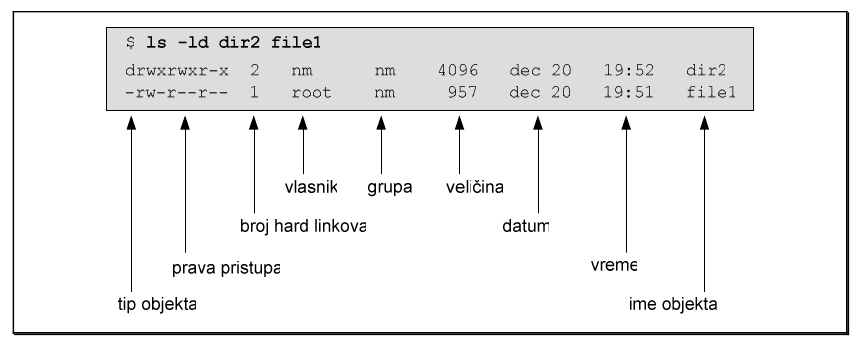 $ ls -ld dir2 file1
drwxrwxr-x 2 nm nm 4096 dec 20 19:52 dir2
-rw-r--r-- 1 root nm 957 dec 20 19:51 file1
vlasnik grupa veličina
broj hard linkova datum
prava pristupa vreme
tip objekta ime objekta